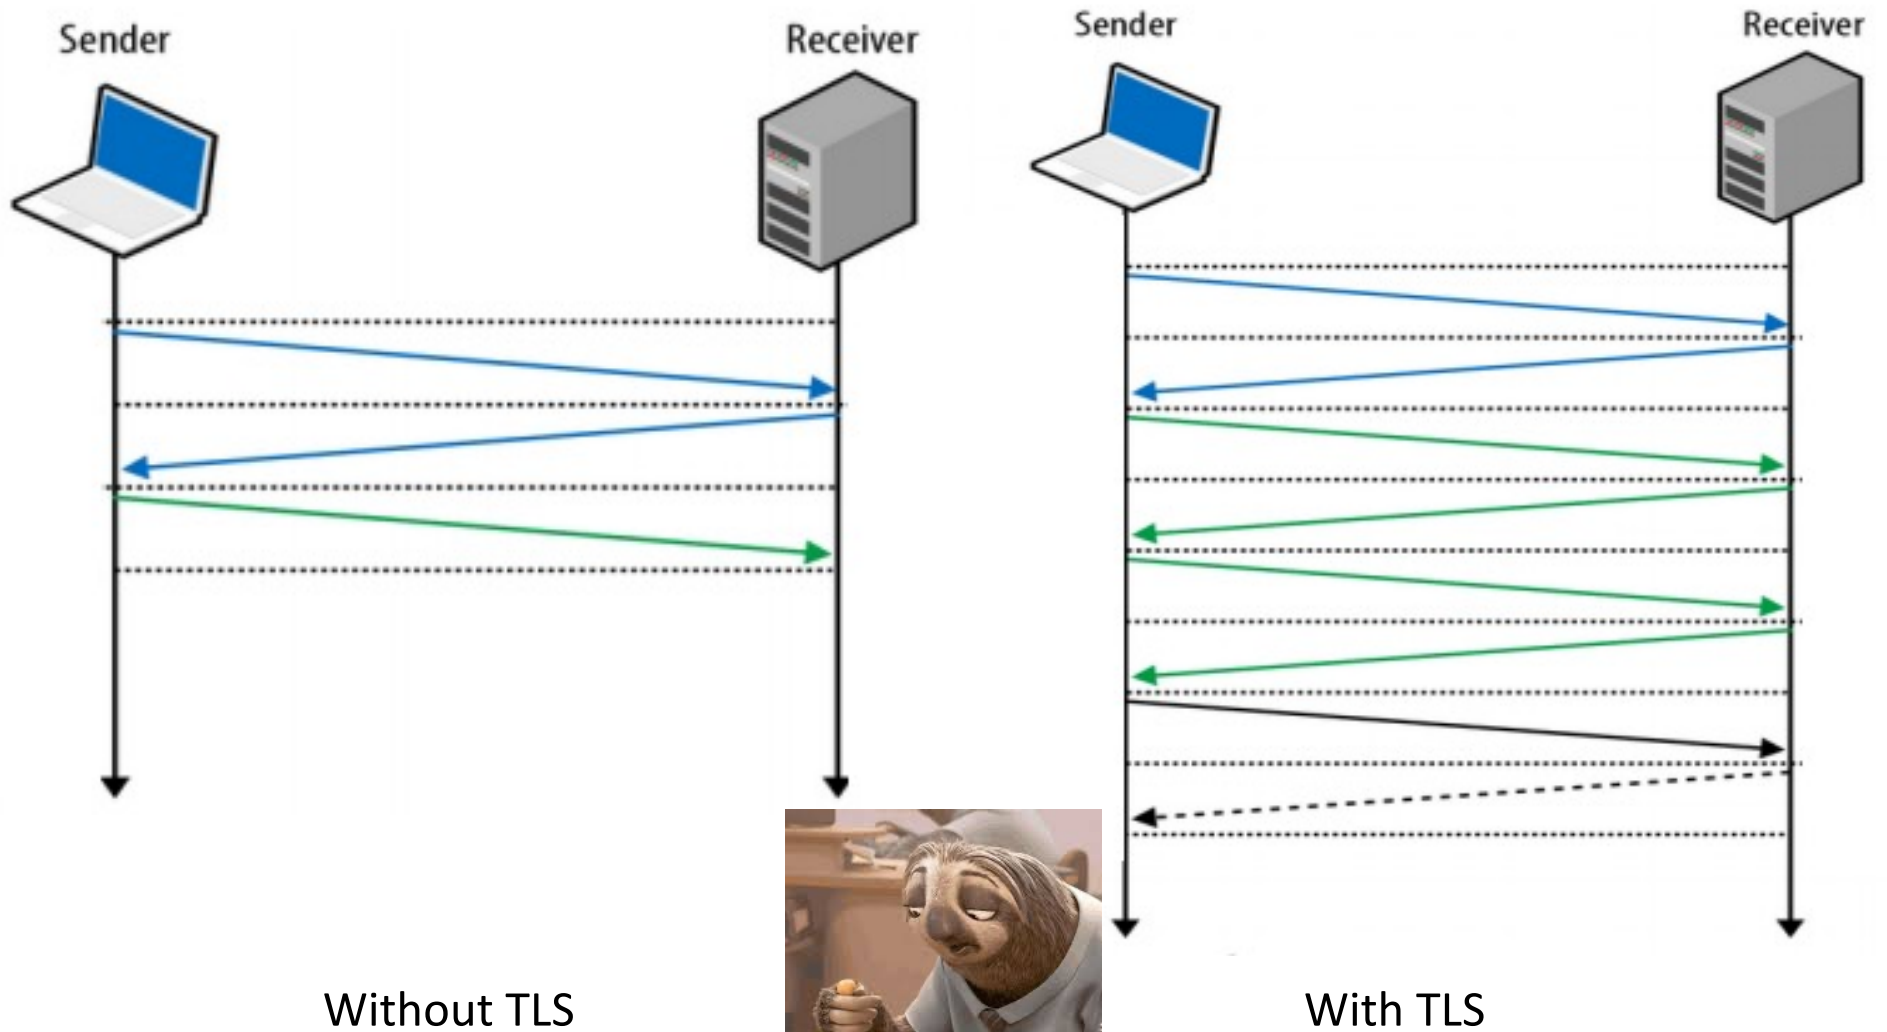 Sender
Receiver
Sender
Receiver
Without TLS
With TLS